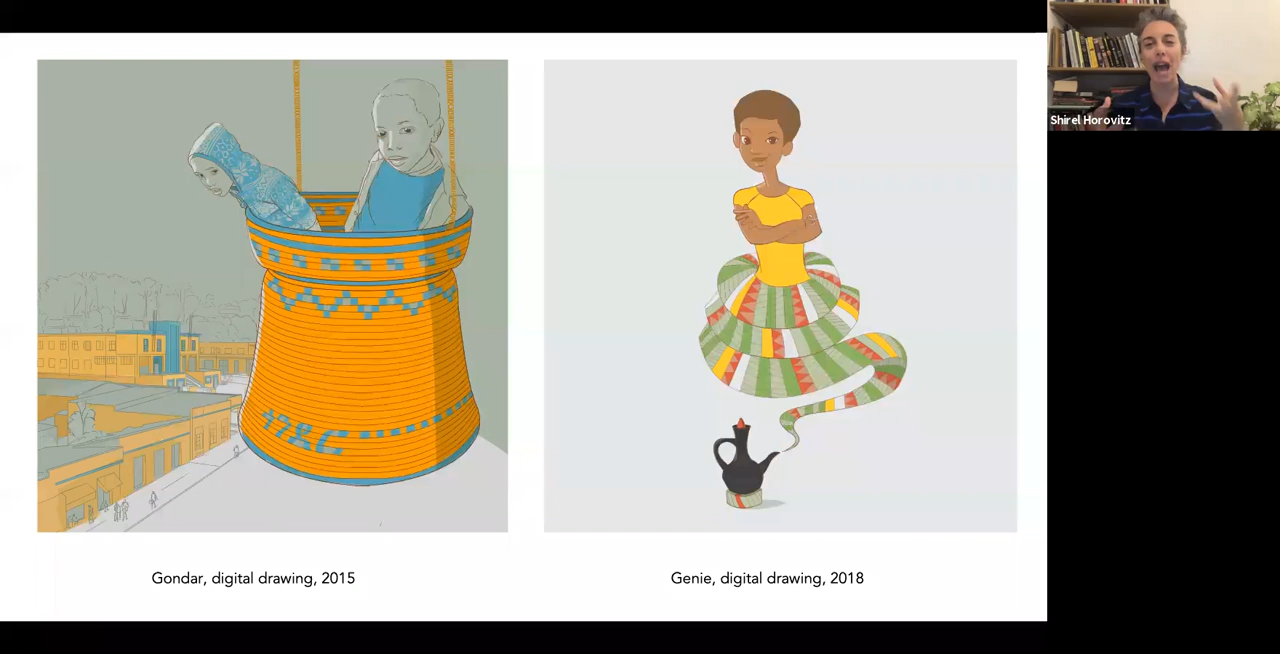 Shirel Horovitz
Gondar, digital drawing, 2015
Genie, digital drawing, 2018